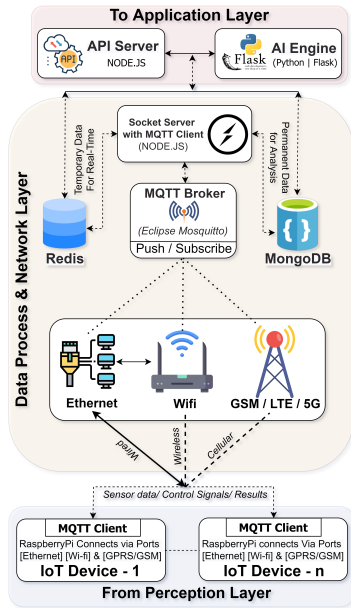 To Application Layer
API Server
NODE.JS
API
AI Engine
Flask
(Python | Flask)
Socket Server
with MQTT Client
(NODE.JS)
Temporary Data
For Real-Time
Permanent Data
for Analysis
MQTT Broker
(Eclipse Mosquitto)
Push / Subscribe
Redis
MongoDB
Data Process & Network Layer
Ethernet
Wifi
GSM / LTE / 5G
Wired
Wireless
Cellular
Sensor data/ Control Signals/ Results
MQTT Client
RaspberryPi Connects via Ports
[Ethernet] [Wi-fi] & [GPRS/GSM]
IoT Device - 1
MQTT Client
RaspberryPi connects Via Ports
[Ethernet] [Wi-fi] & [GPRS/GSM]
IoT Device - n
From Perception Layer